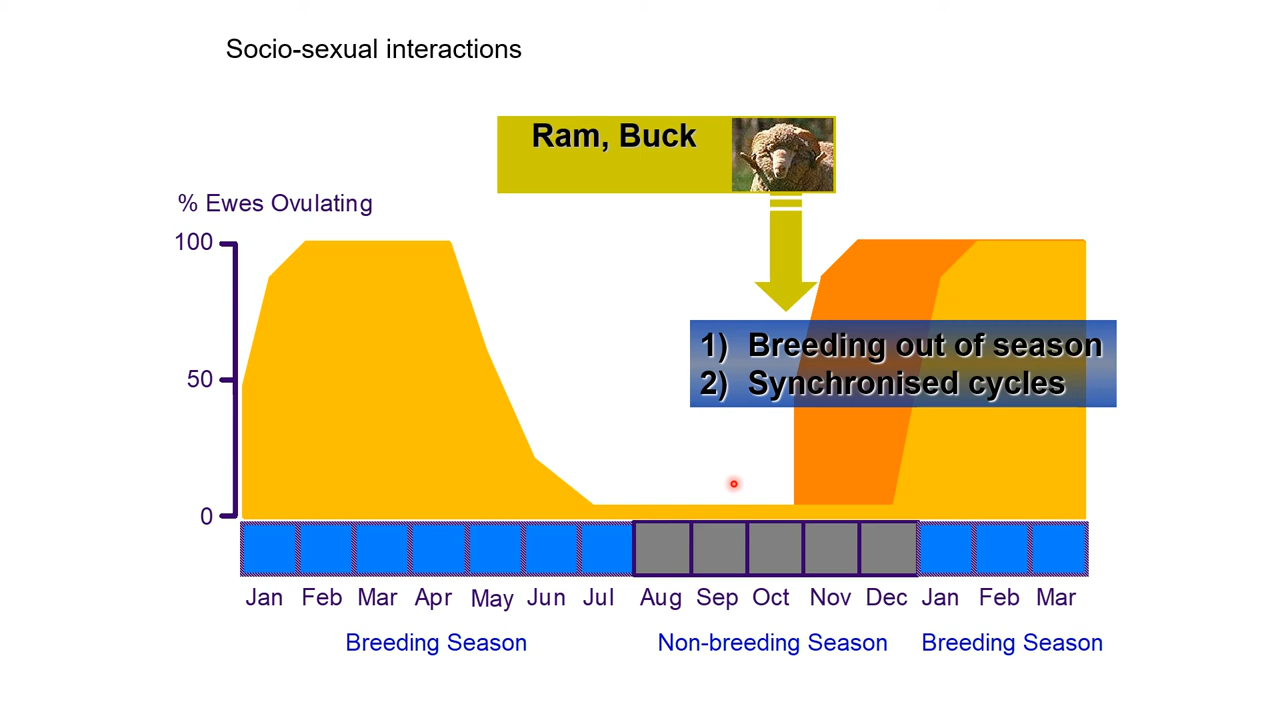 Socio-sexual interactions
Ram, Buck
% Ewes Ovulating
100
50
0
1) Breeding out of season
2) Synchronised cycles
Jan Feb Mar Apr May Jun Jul Aug Sep Oct Nov Dec Jan Feb Mar
Breeding Season Non-breeding Season Breeding Season